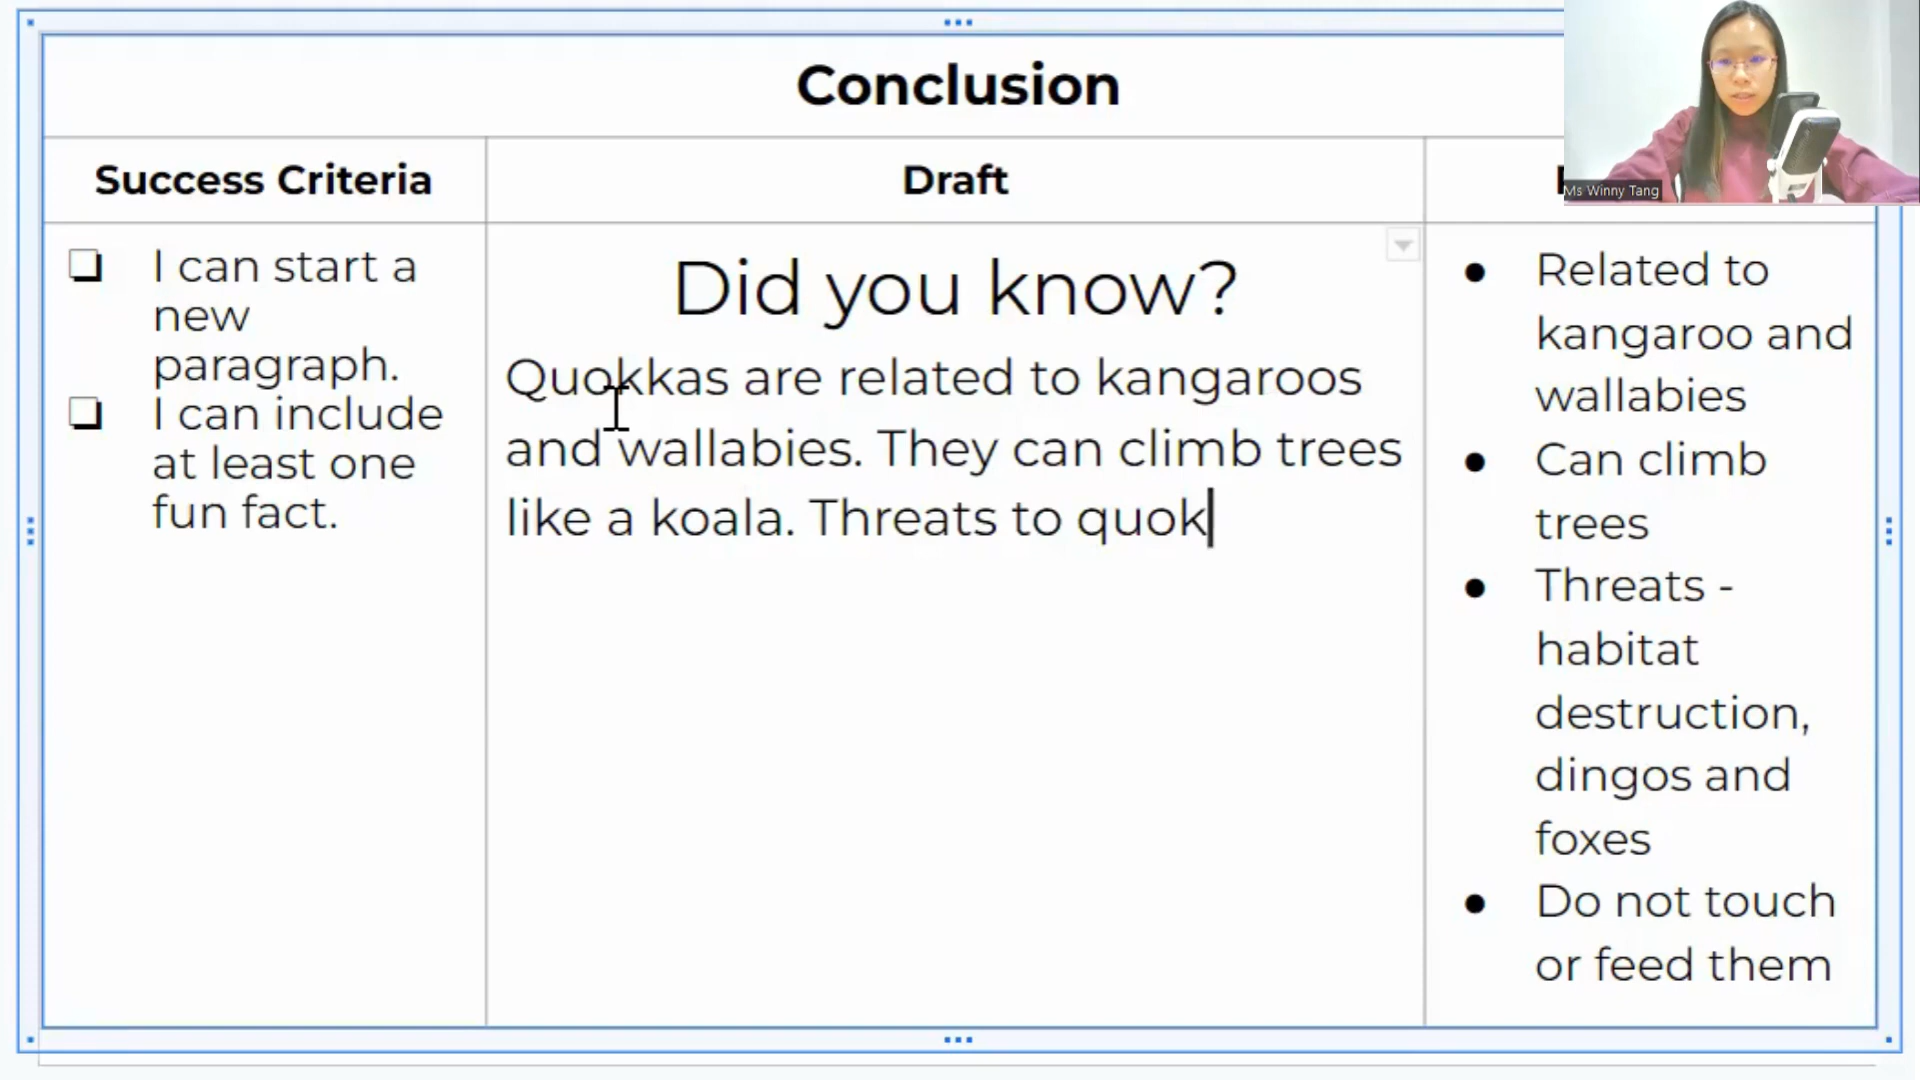 Conclusion
Success Criteria
Draft
Ms Winny Tang
❏ I can start a
new
paragraph.
❏ I can include
at least one
fun fact.
Did you know?
Quokkas are related to kangaroos
and wallabies. They can climb trees
like a koala. Threats to quok
● Related to
kangaroo and
wallabies
● Can climb
trees
● Threats -
habitat
destruction,
dingos and
foxes
● Do not touch
or feed them